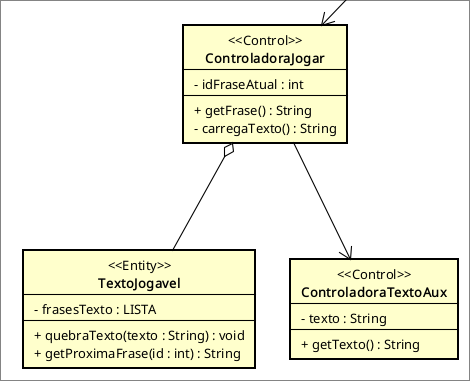 <<Control>>
ControladoraJogar
- idFraseAtual : int
+ getFrase() : String
- carregaTexto() : String
<<Entity>>
TextoJogavel
- frasesTexto : LISTA
+ quebraTexto(texto : String) : void
+ getProximaFrase(id : int) : String
<<Control>>
ControladoraTextoAux
- texto : String
+ getTexto() : String